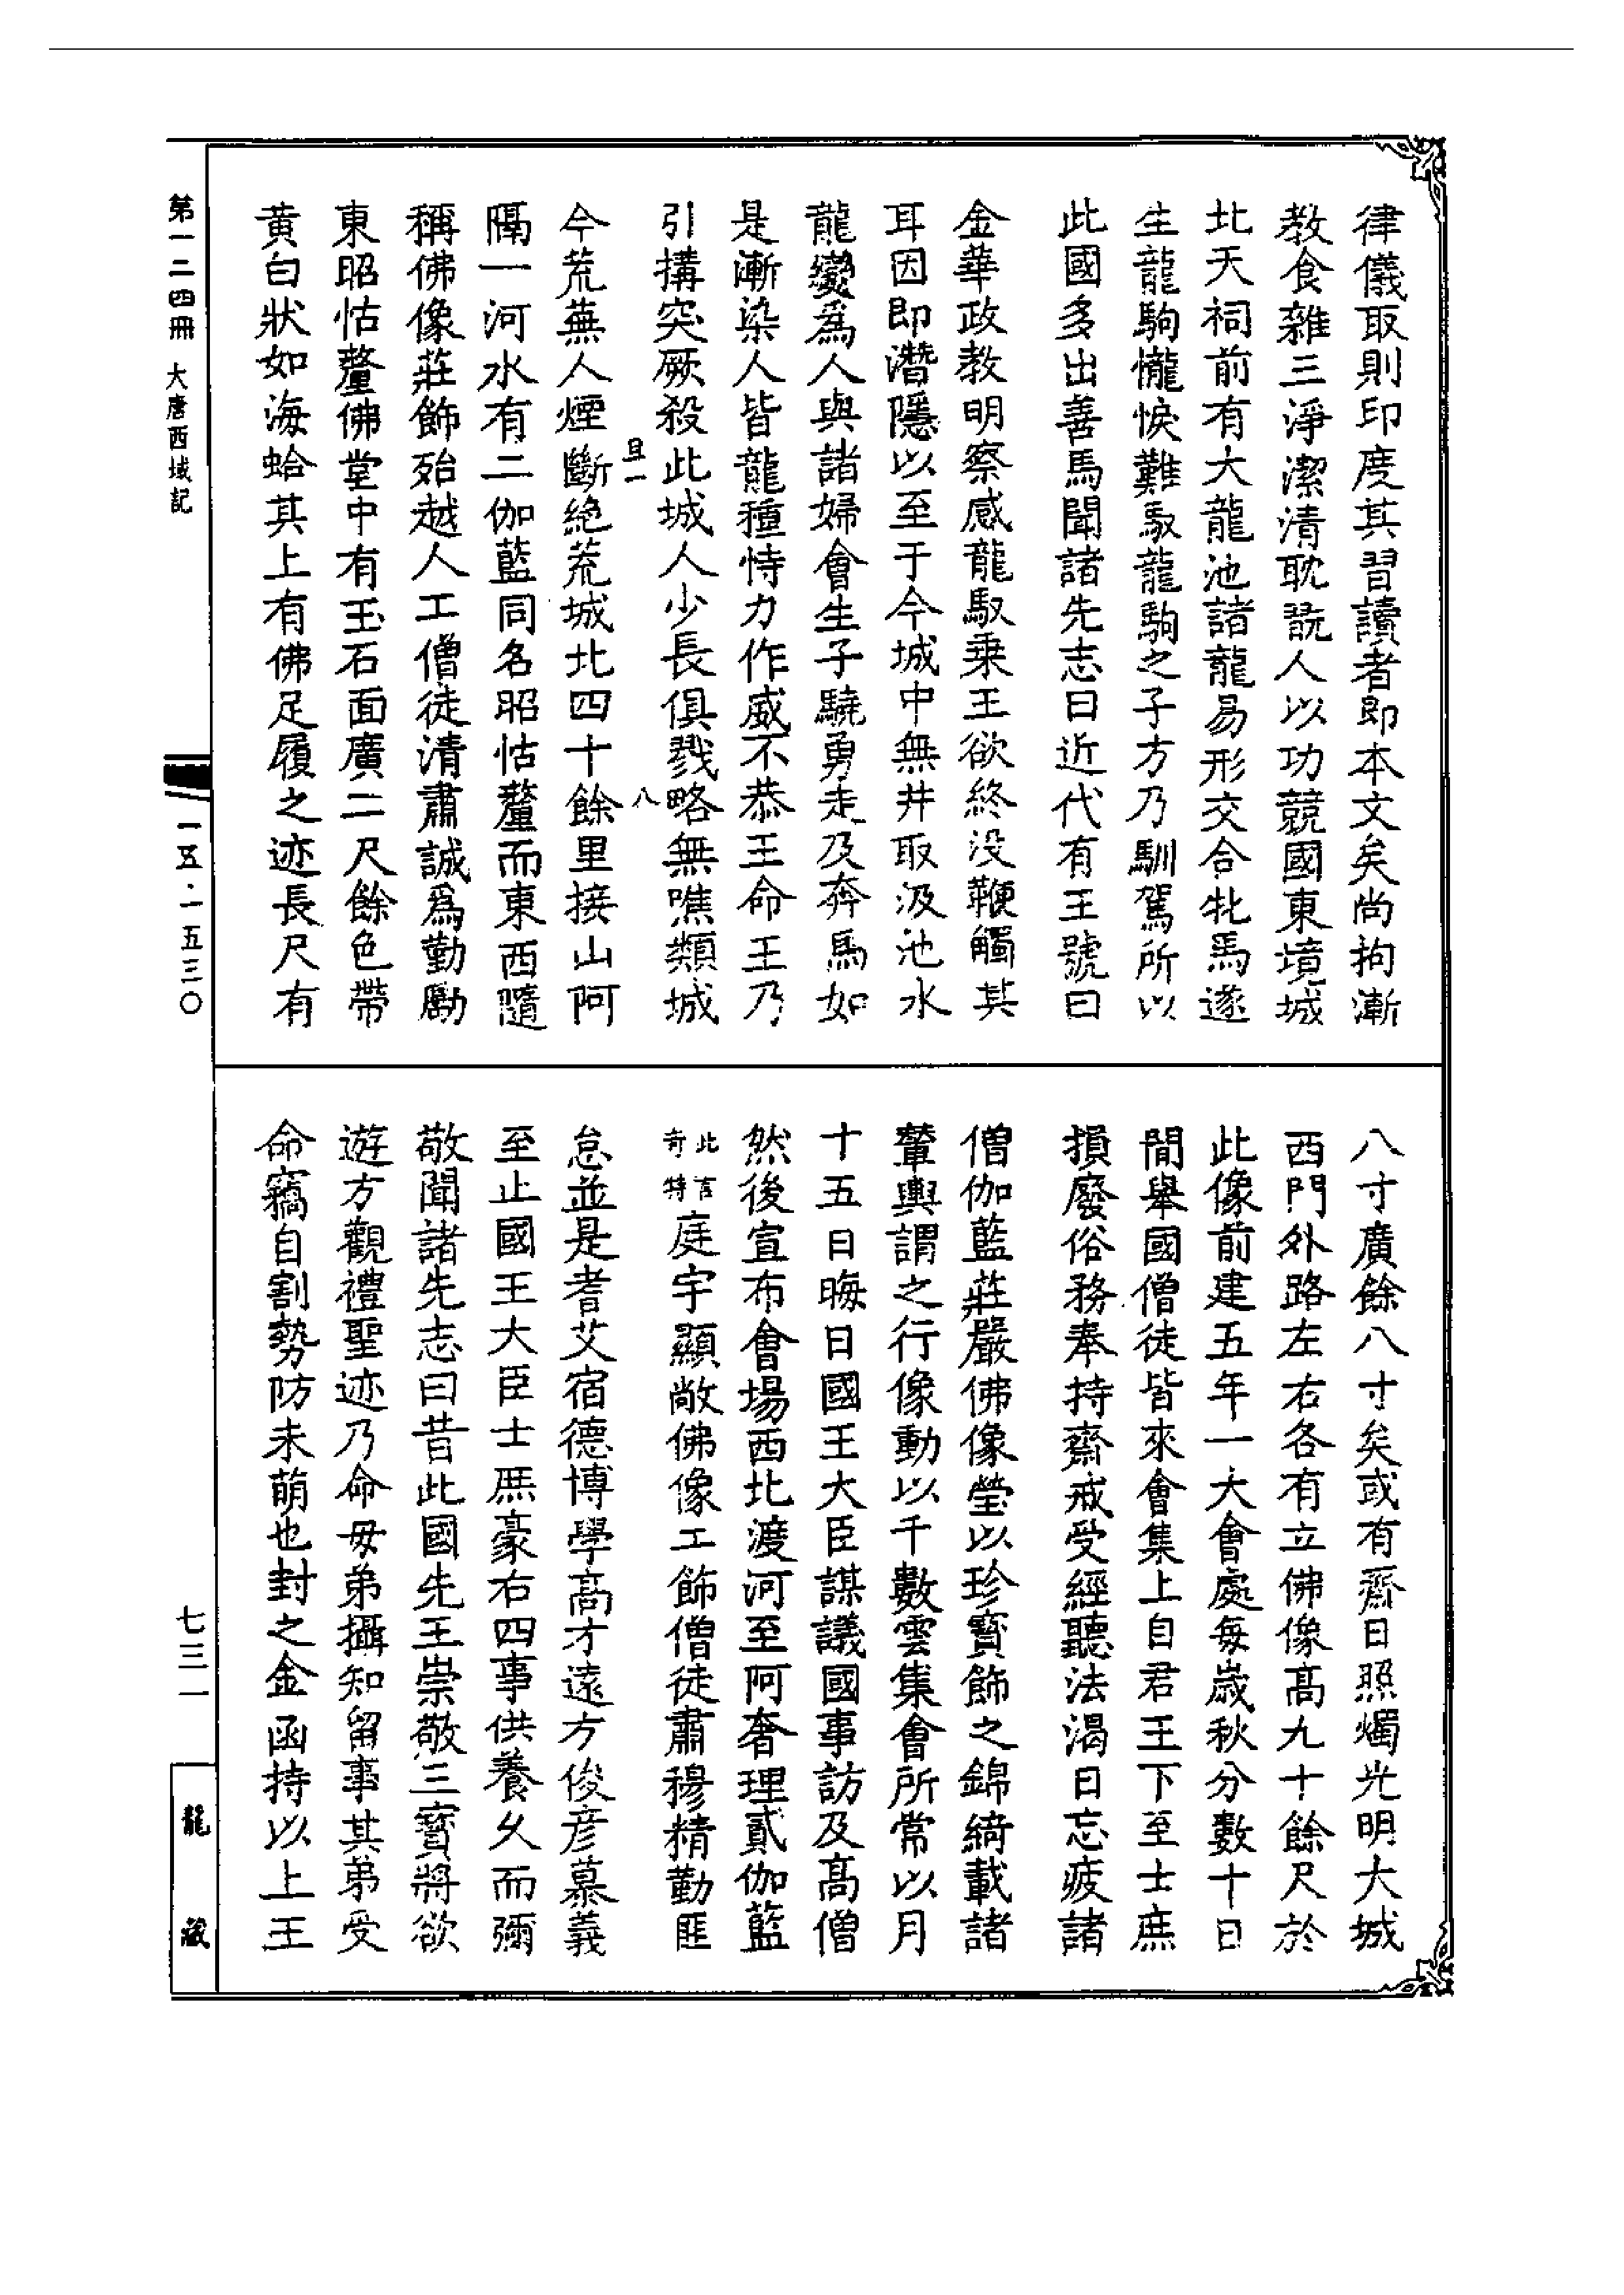 律儀取則印度其習讀者即本文矣尚拘漸
教食雜三淨潔清耽翫人以功競國東境城
北天祠前有大龍池諸龍易形交合牝馬遂
生龍駒㦬悷難馭龍駒之子方乃馴駕所以
此國多出善馬聞諸先志曰近代有王號曰
金華政教明察感龍馭乗王欲終没鞭觸其
耳因即潛隱以至于今城中無井取汲池水
龍變爲人與諸婦會生子驍勇走及奔馬如
是漸染人皆龍種恃力作威不恭王命王乃
引搆突厥殺此城人少長俱戮略無噍類城
旦一
八
今荒蕪人煙斷絶荒城北四十餘里接山阿
隔一河水有二伽藍同名昭怙釐而東西隨
稱佛像莊飾殆越人工僧徒清肅誠爲勤勵
東昭怙釐佛堂中有玉石面廣二尺餘色帶
黄白狀如海蛤其上有佛足履之迹長尺有
八寸廣餘八寸矣或有齋日照燭光明大城
西門外路左右各有立佛像髙九十餘尺於
此像前建五年一大會處每歲秋分數十日
間舉國僧徒皆來會集上自君王下至士庶
損廢俗務奉持齋戒受經聽法渴日忘疲諸
僧伽藍莊嚴佛像瑩以珍寶飾之錦綺載諸
輦輿謂之行像動以千數雲集會所常以月
十五日晦日國王大臣謀議國事訪及髙僧
然後宣布會場西北渡河至阿奢理貳伽藍
此言奇特庭宇顯敞佛像工飾僧徒肅穆精勤匪
怠並是耆艾宿德博學髙才遠方俊彦慕義
至止國王大臣士庶豪右四事供養乆而彌
敬聞諸先志曰昔此國先王崇敬三寶將欲
遊方觀禮聖迹乃命母弟攝知留事其弟受
命竊自割勢防未萌也封之金函持以上王
第一二四冊 大唐西域記
一五·一五三〇
七三一
龍藏